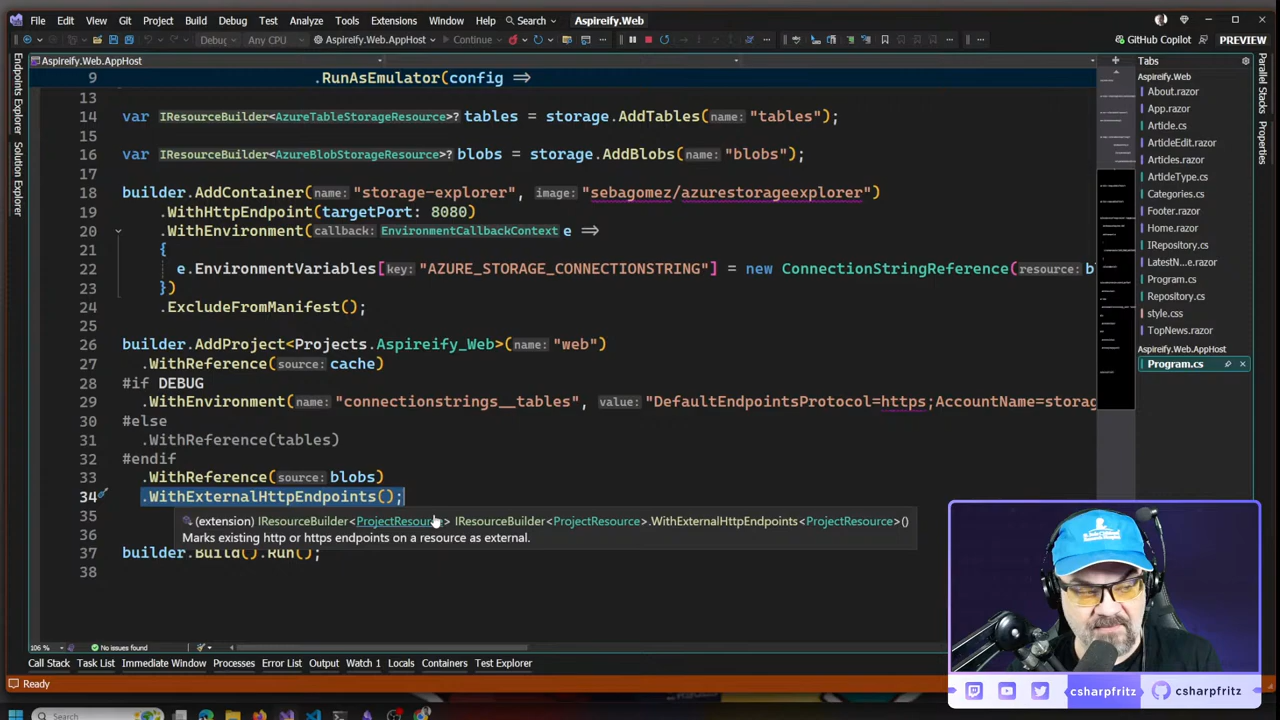 File Edit View Git Project Build Debug Test Analyze Tools Extensions Window Help Search Aspireify.Web
Debug Any CPU Aspireify.Web.AppHost Continue GitHub Copilot PREVIEW
Aspireify.Web.AppHost
9 .RunAsEmulator(config =>
13
14 var IResourceBuilder<AzureTableStorageResource>? tables = storage.AddTables(name: "tables");
15
16 var IResourceBuilder<AzureBlobStorageResource>? blobs = storage.AddBlobs(name: "blobs");
17
18 builder.AddContainer(name: "storage-explorer", image: "sebagomez/azurestorageexplorer")
19 .WithHttpEndpoint(targetPort: 8080)
20 .WithEnvironment(callback: EnvironmentCallbackContext e =>
21 {
22 e.EnvironmentVariables[key: "AZURE_STORAGE_CONNECTIONSTRING"] = new ConnectionStringReference(resource: b
23 })
24 .ExcludeFromManifest();
25
26 builder.AddProject<Projects.Aspireify_Web>(name: "web")
27 .WithReference(source: cache)
28 #if DEBUG
29 .WithEnvironment(name: "connectionstrings__tables", value: "DefaultEndpointsProtocol=https;AccountName=storag
30 #else
31 .WithReference(tables)
32 #endif
33 .WithReference(source: blobs)
34 .WithExternalHttpEndpoints();
35
36
37 builder.Build().Run();
38
(extension) IResourceBuilder<ProjectResource> IResourceBuilder<ProjectResource>.WithExternalHttpEndpoints<ProjectResource>()
Marks existing http or https endpoints on a resource as external.
106 % No issues found
Call Stack Task List Immediate Window Processes Error List Output Watch 1 Locals Containers Test Explorer
Ready
Endpoints Explorer
Solution Explorer
Tabs
Aspireify.Web
About.razor
App.razor
Article.cs
ArticleEdit.razor
Articles.razor
ArticleType.cs
Categories.cs
Footer.razor
Home.razor
IRepository.cs
LatestN...e.razor
Program.cs
Repository.cs
style.css
TopNews.razor
Aspireify.Web.AppHost
Program.cs
Parallel Stacks
csharpfritz csharpfritz
Search